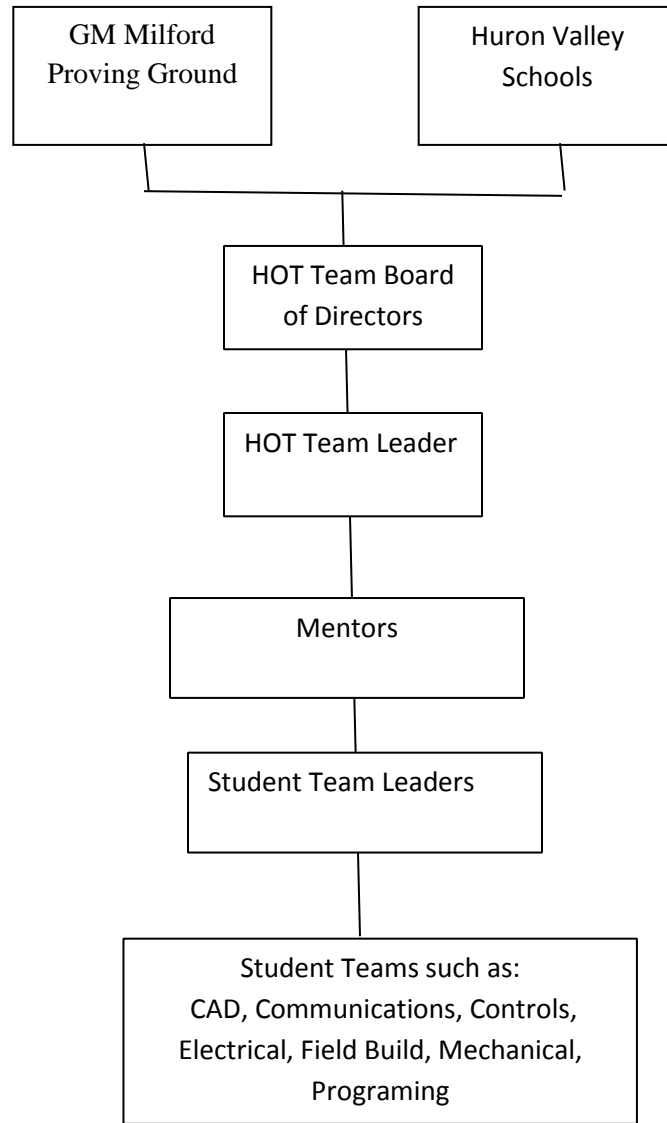 GM Milford
Proving Ground
Huron Valley
Schools
HOT Team Board
of Directors
HOT Team Leader
Mentors
Student Team Leaders
Student Teams such as:
CAD, Communications, Controls,
Electrical, Field Build, Mechanical,
Programing